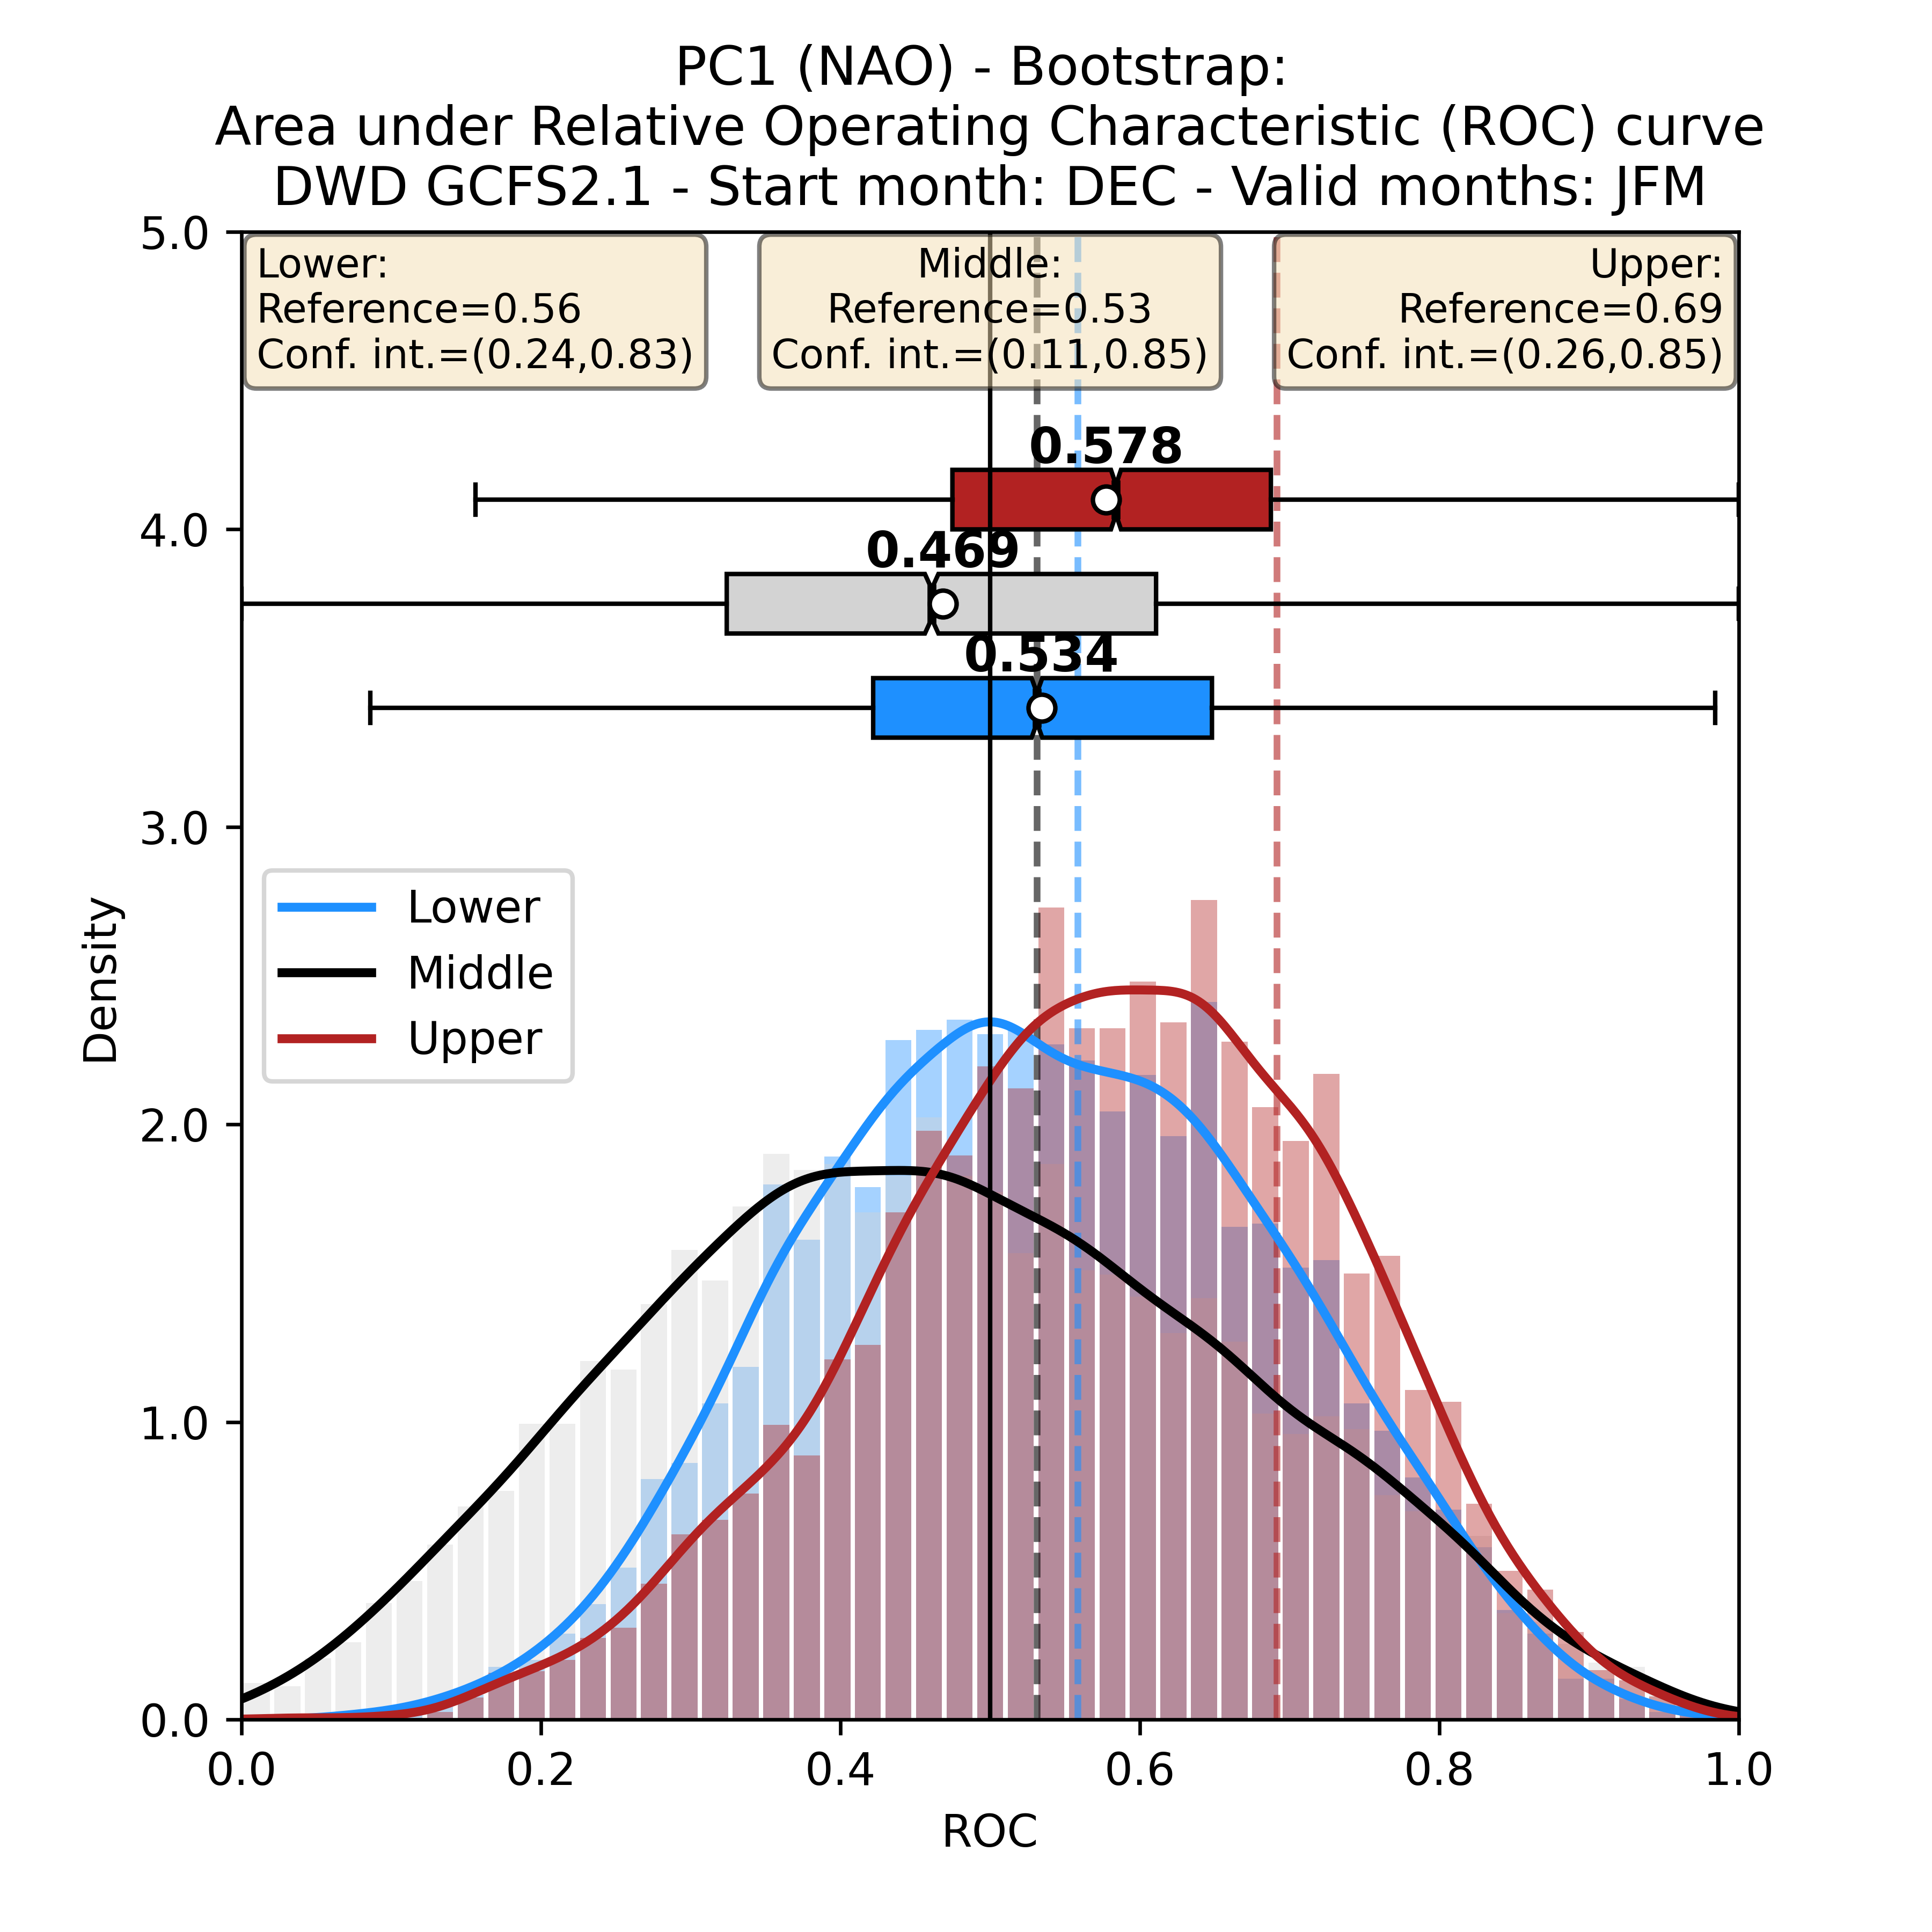 PC1 (NAO) - Bootstrap:
Area under Relative Operating Characteristic (ROC) curve
DWD GCFS2.1 - Start month: DEC - Valid months: JFM
Lower:
Reference=0.56
Conf. int.=(0.24,0.83)
Middle:
Reference=0.53
Conf. int.=(0.11,0.85)
Upper:
Reference=0.69
Conf. int.=(0.26,0.85)
0.578
0.469
0.534
5.0
4.0
3.0
2.0
1.0
0.0
Density
Lower
Middle
Upper
0.0 0.2 0.4 0.6 0.8 1.0
ROC